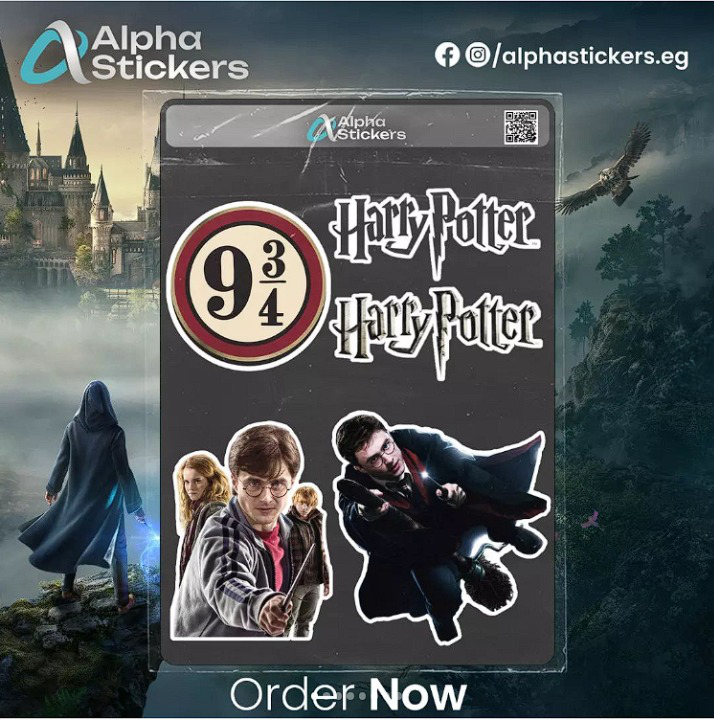 Alpha
Stickers
/alphastickers.eg
Alpha
Stickers
9 3/4
Harry Potter
Harry Potter
Order Now